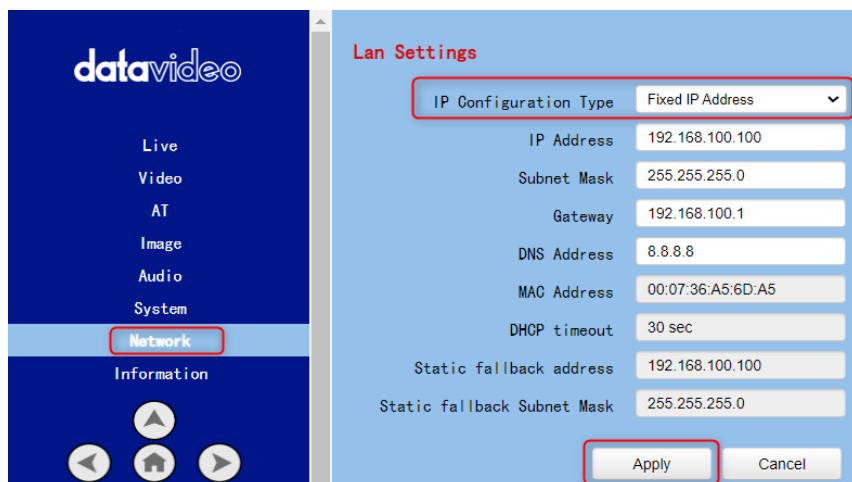 datavideo
Live
Video
AT
Image
Audio
System
Network
Information
Lan Settings
IP Configuration Type Fixed IP Address
IP Address 192.168.100.100
Subnet Mask 255.255.255.0
Gateway 192.168.100.1
DNS Address 8.8.8.8
MAC Address 00:07:36:A5:6D:A5
DHCP timeout 30 sec
Static fallback address 192.168.100.100
Static fallback Subnet Mask 255.255.255.0
Apply Cancel